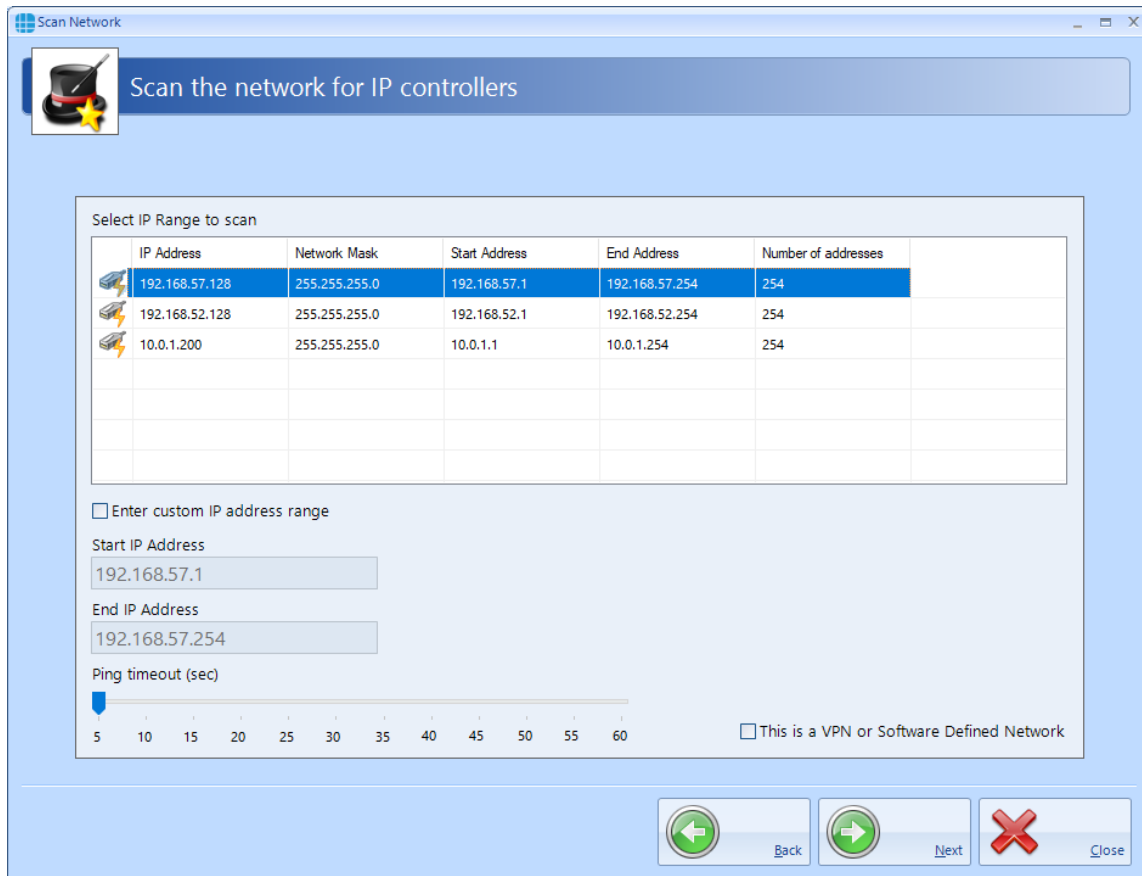 Scan Network
Scan the network for IP controllers
Select IP Range to scan
IP Address Network Mask Start Address End Address Number of addresses
192.168.57.128 255.255.255.0 192.168.57.1 192.168.57.254 254
192.168.52.128 255.255.255.0 192.168.52.1 192.168.52.254 254
10.0.1.200 255.255.255.0 10.0.1.1 10.0.1.254 254
Enter custom IP address range
Start IP Address
192.168.57.1
End IP Address
192.168.57.254
Ping timeout (sec)
5 10 15 20 25 30 35 40 45 50 55 60
This is a VPN or Software Defined Network
Back Next Close